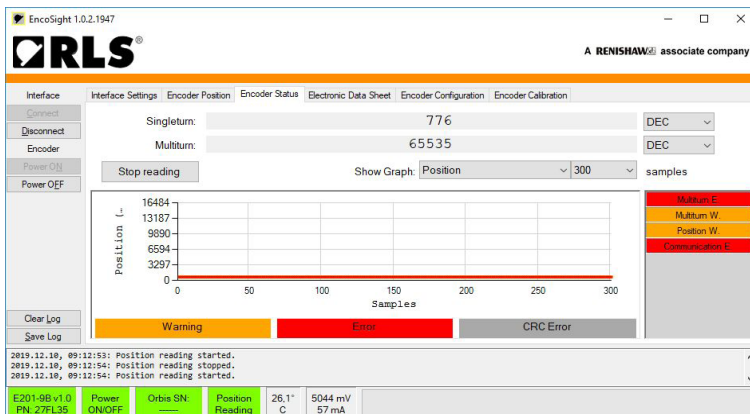 EncoSight 1.0.2.1947
RLS®
A RENISHAW associate company
Interface
Interface Settings Encoder Position Encoder Status Electronic Data Sheet Encoder Configuration Encoder Calibration
Connect
Disconnect
Encoder
Power ON
Power OFF
Singleturn: 776 DEC
Multiturn: 65535 DEC
Stop reading Show Graph: Position 300 samples
16484
13187
9890
6594
3297
0
Position (…
0 50 100 150 200 250 300
Samples
Multiturn E.
Multiturn W.
Position W.
Communication E.
Warning Error CRC Error
Clear Log
Save Log
2019.12.10, 09:12:53: Position reading started.
2019.12.10, 09:12:54: Position reading stopped.
2019.12.10, 09:12:54: Position reading started.
E201-9B v1.0 Power Orbis SN: Position 26,1° 5044 mV
PN: 27FL35 ON/OFF ------ Reading C 57 mA